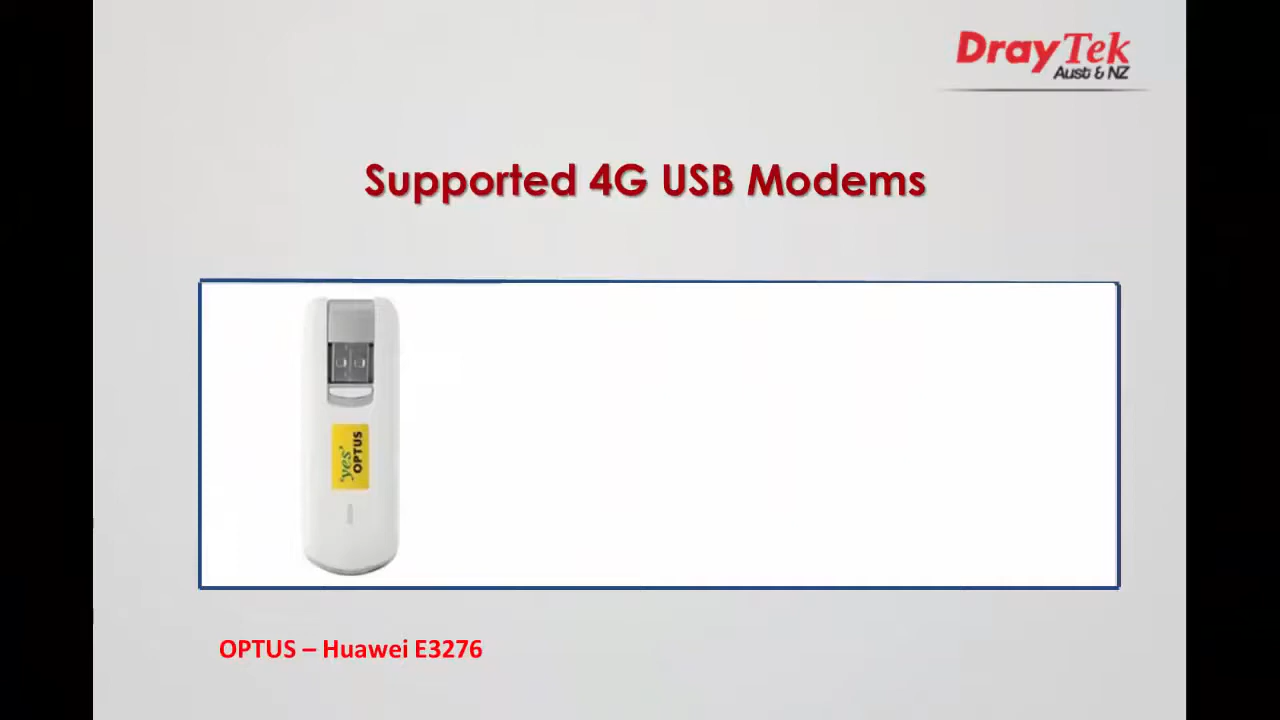 DrayTek
Aust & NZ
Supported 4G USB Modems
'yes'
OPTUS
OPTUS – Huawei E3276